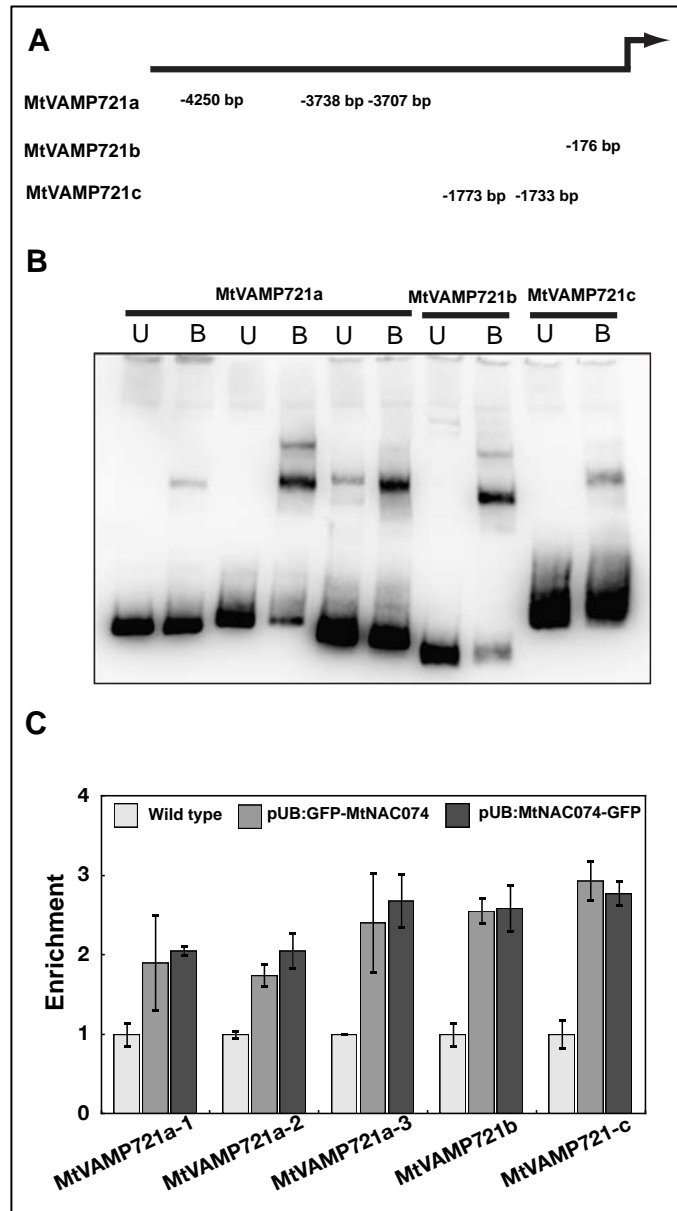 A
MtVAMP721a -4250 bp -3738 bp -3707 bp
MtVAMP721b -176 bp
MtVAMP721c -1773 bp -1733 bp
B
MtVAMP721a MtVAMP721b MtVAMP721c
U B U B U B U B U B
C
4
Wild type pUB:GFP-MtNAC074 pUB:MtNAC074-GFP
3
2
1
0
Enrichment
MtVAMP721a-1 MtVAMP721a-2 MtVAMP721a-3 MtVAMP721b MtVAMP721-c